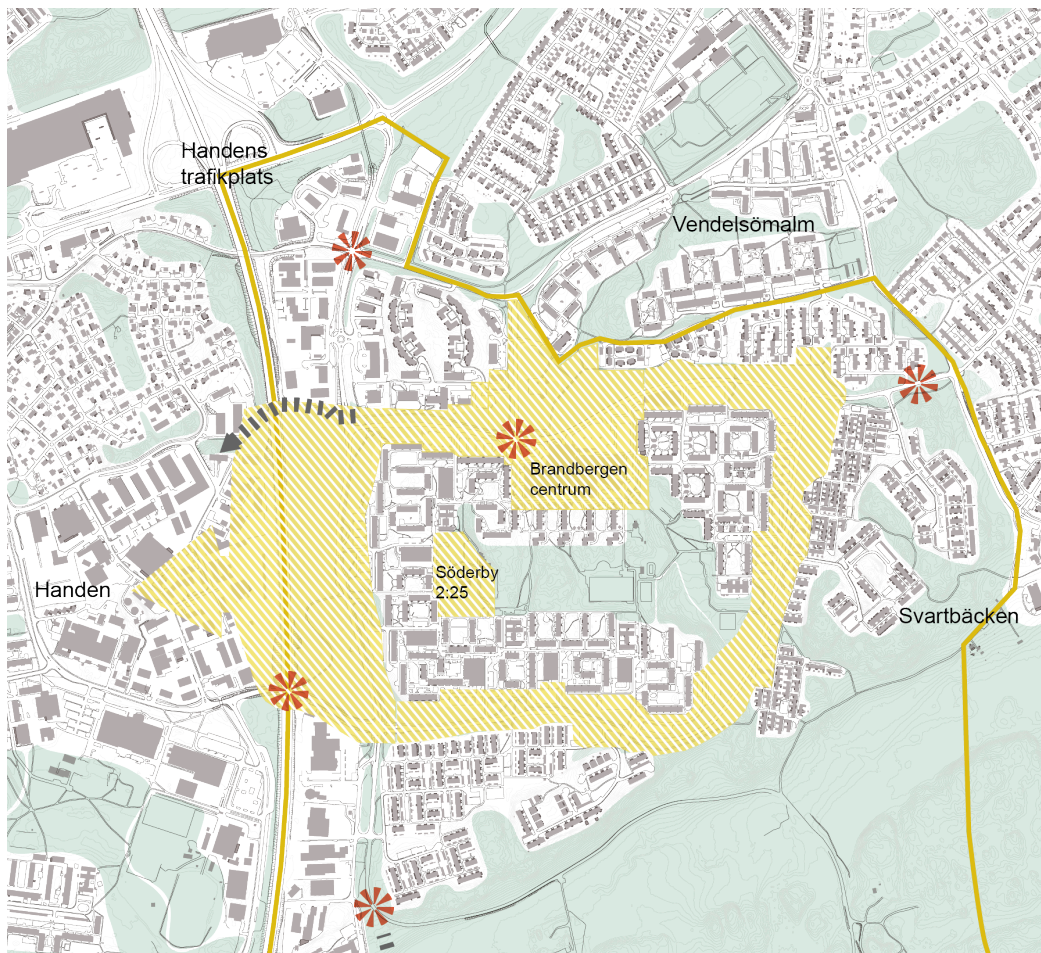 Handens
trafikplats
Vendelsömalm
Brandbergen
centrum
Söderby
2:25
Handen
Svartbäcken